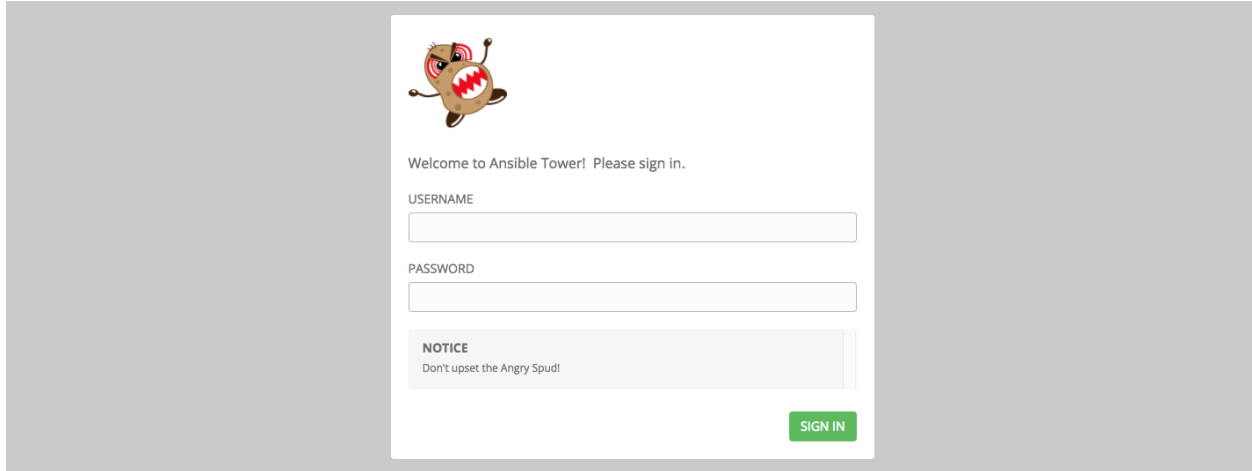 Welcome to Ansible Tower! Please sign in.
USERNAME
PASSWORD
NOTICE
Don't upset the Angry Spud!
SIGN IN